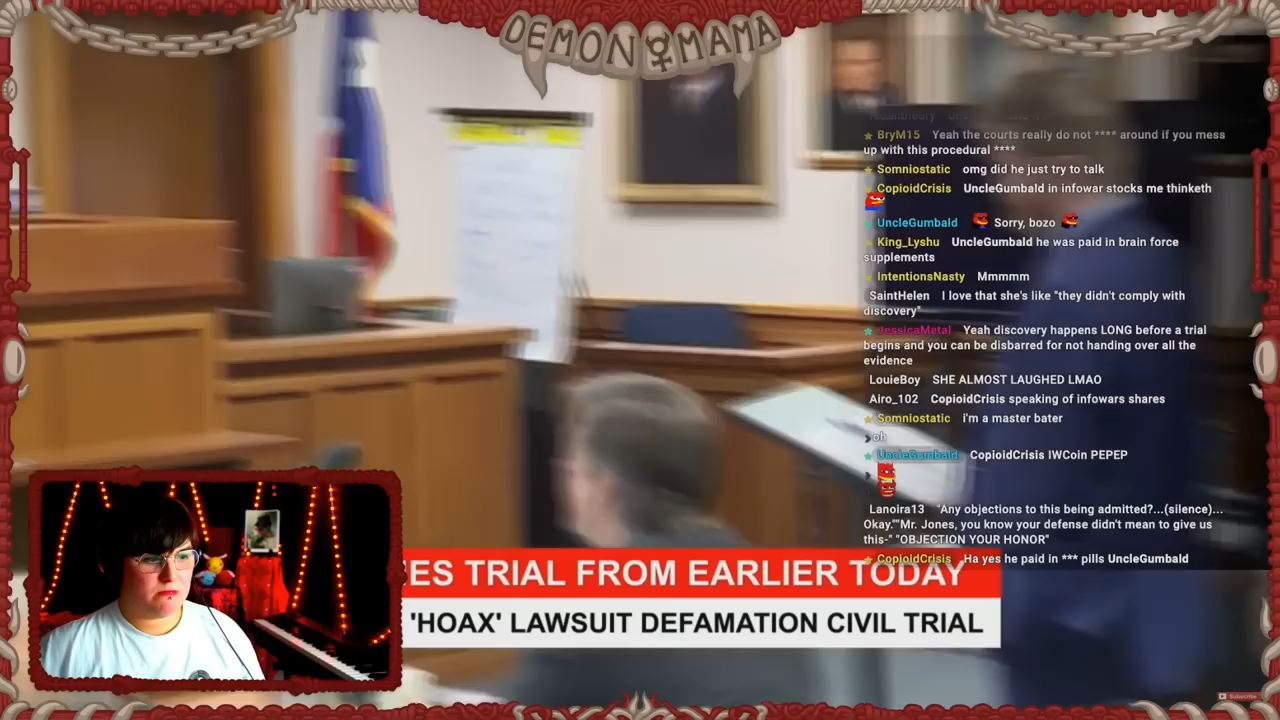 DEMON MAMA
BryM15 Yeah the courts really do not **** around if you mess
up with this procedural ****
Somniostatic omg did he just try to talk
CopioidCrisis UncleGumbald in infowar stocks me thinketh
UncleGumbald Sorry, bozo
King_Lyshu UncleGumbald he was paid in brain force
supplements
IntentionsNasty Mmmmm
SaintHelen I love that she's like "they didn't comply with
discovery"
JessicaMetal Yeah discovery happens LONG before a trial
begins and you can be disbarred for not handing over all the
evidence
LouieBoy SHE ALMOST LAUGHED LMAO
Airo_102 CopioidCrisis speaking of infowars shares
Somniostatic i'm a master bater
oh
UncleGumbald CopioidCrisis IWCoin PEPEP
Lanoira13 "Any objections to this being admitted?...(silence)...
Okay.""Mr. Jones, you know your defense didn't mean to give us
this-" "OBJECTION YOUR HONOR"
CopioidCrisis Ha yes he paid in *** pills UncleGumbald
ES TRIAL FROM EARLIER TODAY
'HOAX' LAWSUIT DEFAMATION CIVIL TRIAL
Subscribe